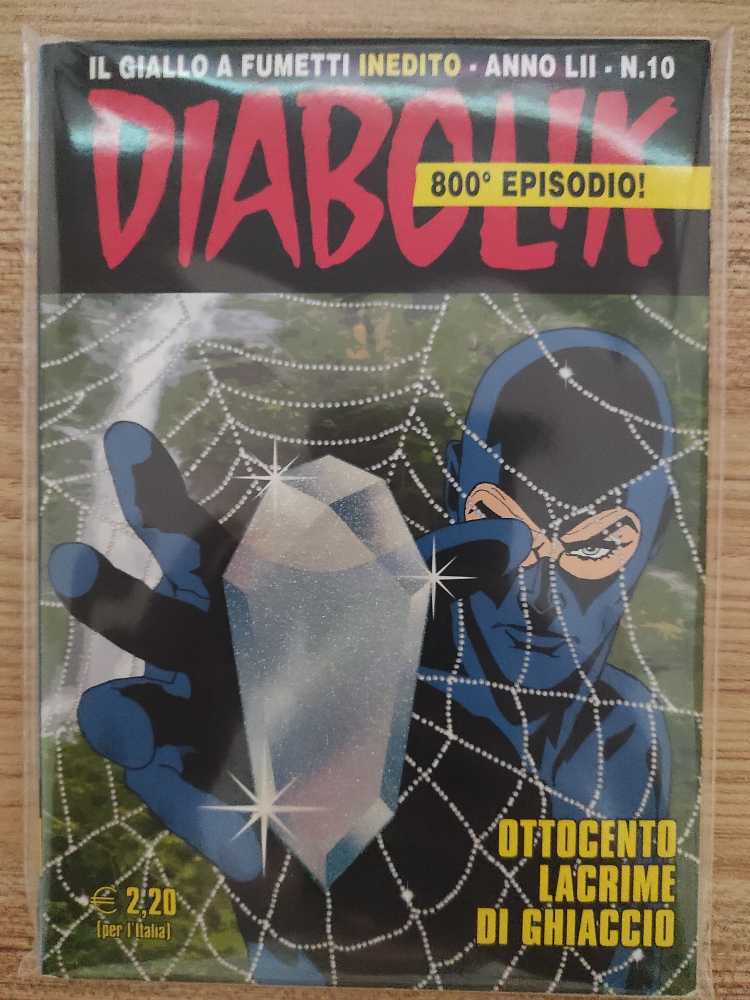 IL GIALLO A FUMETTI INEDITO - ANNO LII - N.10
DIABOLIK
800° EPISODIO!
OTTOCENTO
LACRIME
DI GHIACCIO
€ 2,20
(per l'Italia)